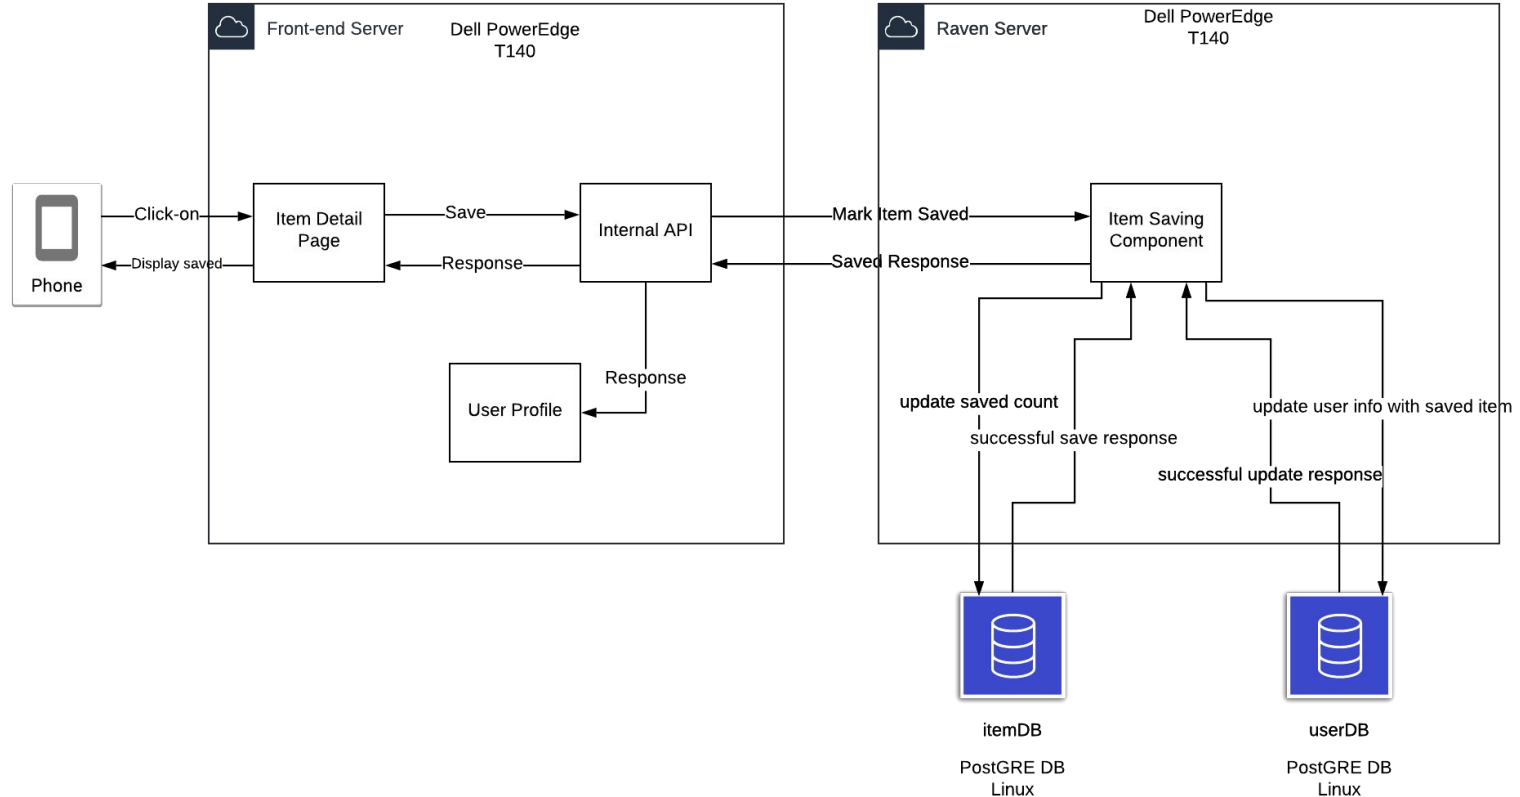 Front-end Server
Dell PowerEdge
T140
Raven Server
Dell PowerEdge
T140
Phone
Click-on
Display saved
Item Detail
Page
Save
Response
Internal API
Mark Item Saved
Saved Response
Item Saving
Component
Response
User Profile
update saved count
successful save response
update user info with saved item
successful update response
itemDB
PostGRE DB
Linux
userDB
PostGRE DB
Linux